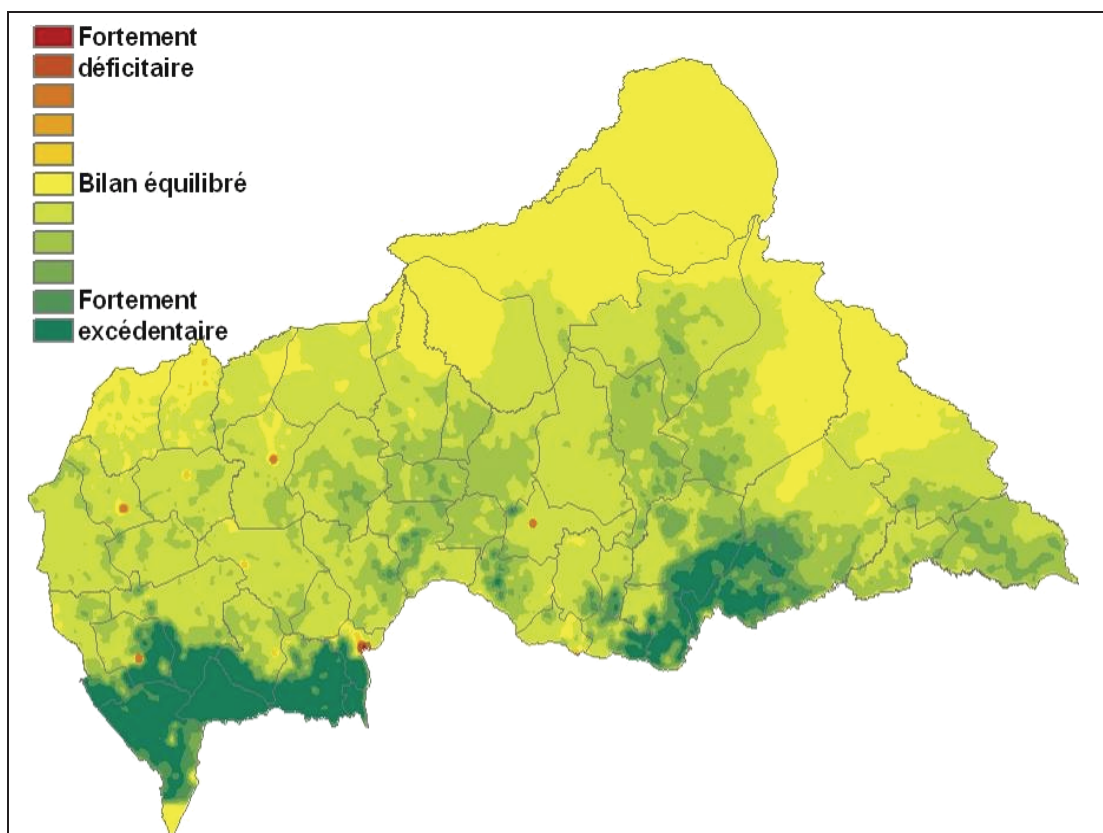 Fortement
déficitaire
Bilan équilibré
Fortement
excédentaire